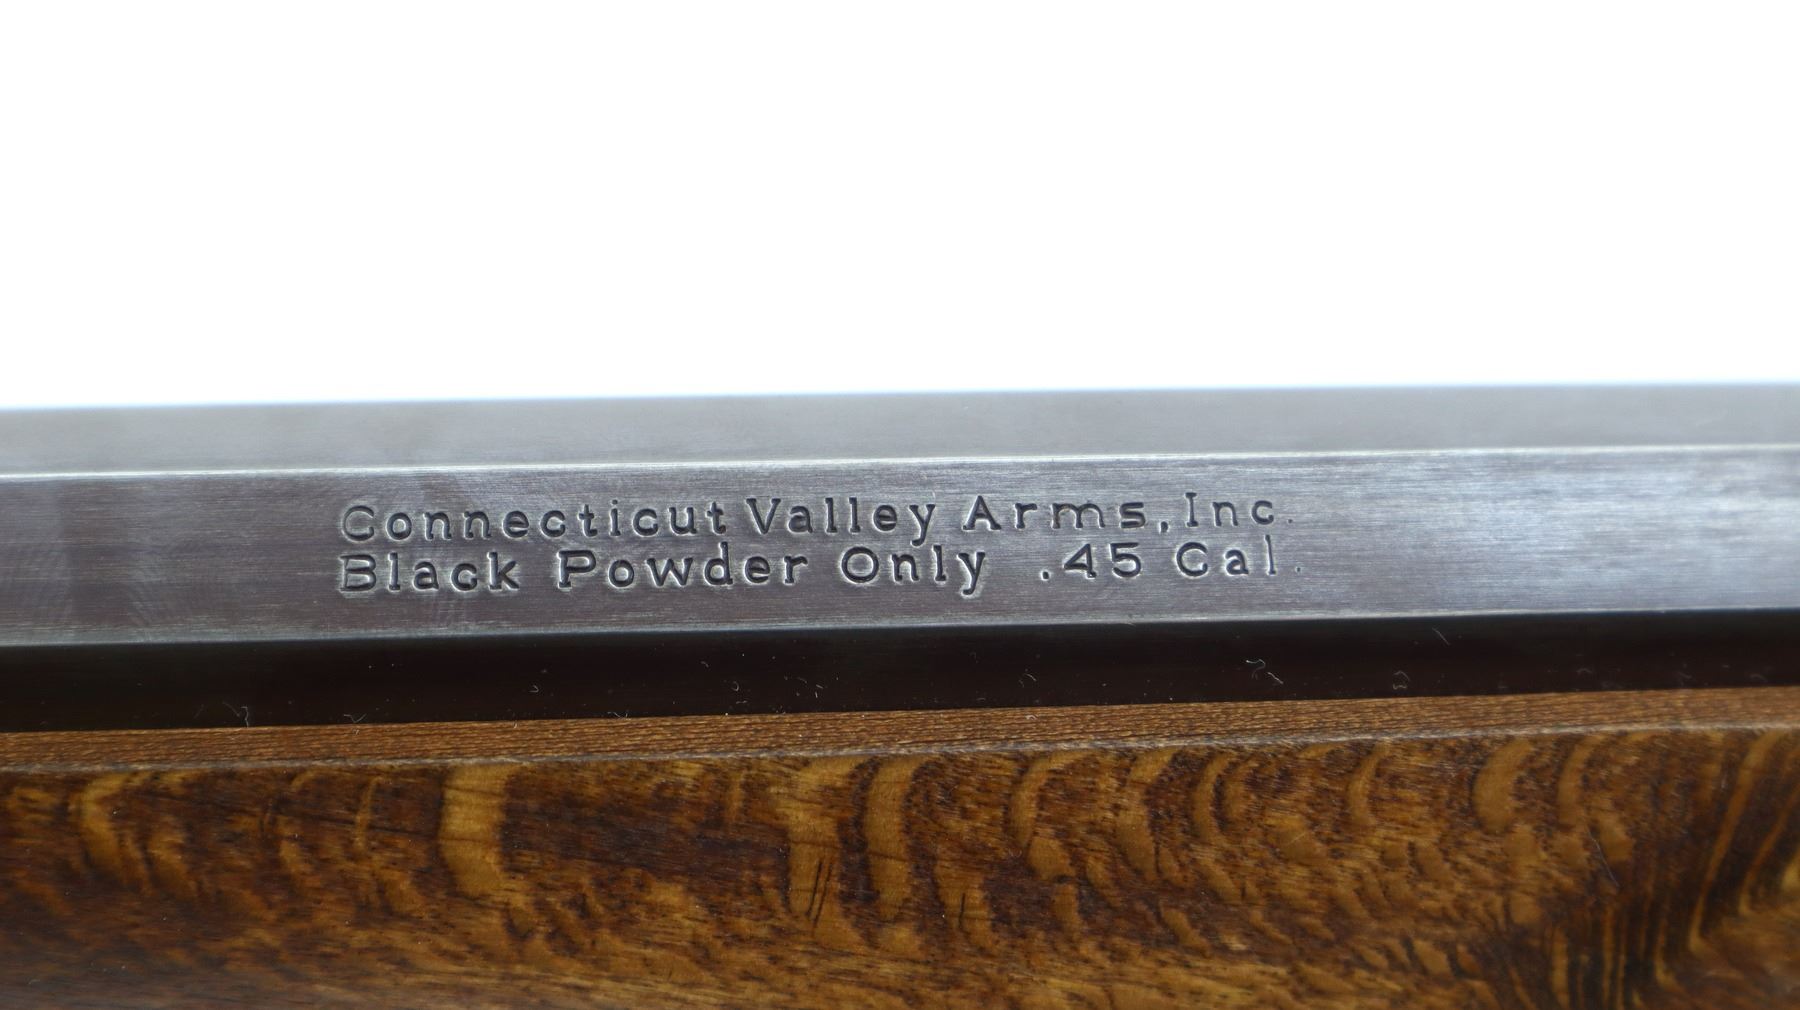 Connecticut Valley Arms, Inc.
Black Powder Only .45 Cal.